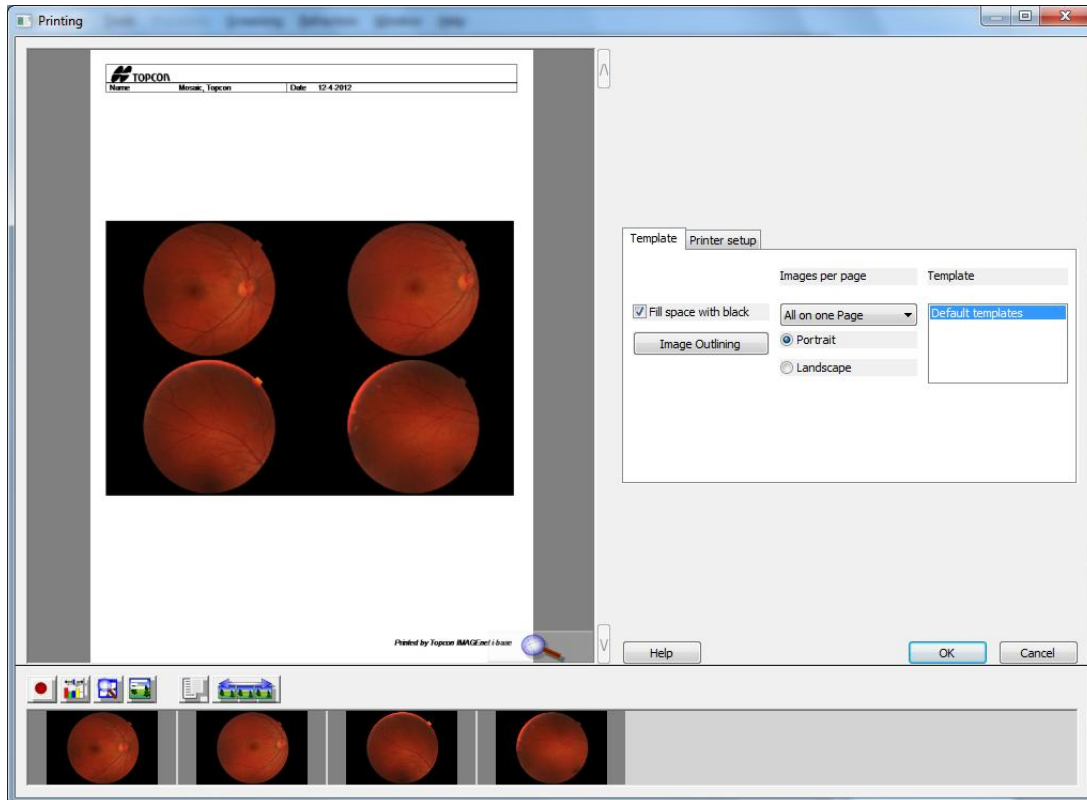 Printing
TOPCON
Name Mosaic, Topcon Date 12-4-2012
Template Printer setup
Images per page Template
Fill space with black All on one Page Default templates
Image Outlining Portrait
Landscape
Printed by Topcon IMAGEnet i-base
Help OK Cancel